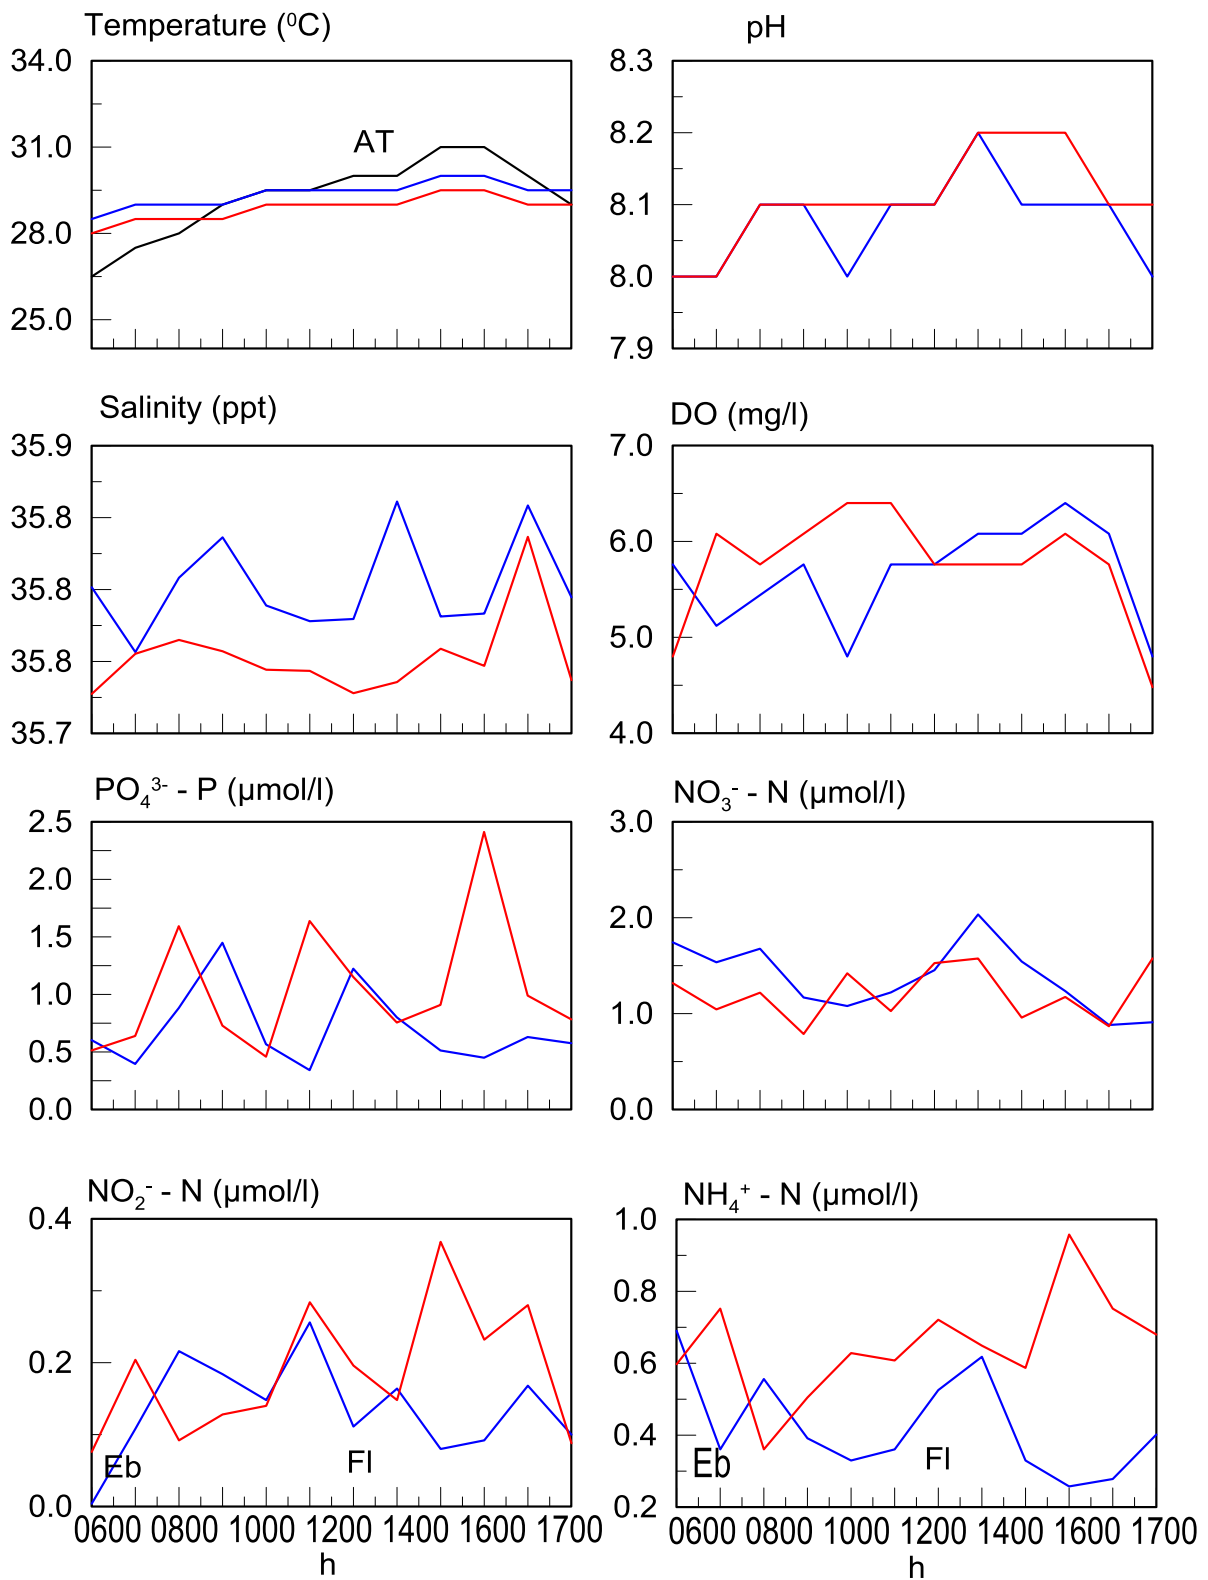 Temperature (⁰C)
34.0
31.0
28.0
25.0
AT
pH
8.3
8.2
8.1
8.0
7.9
Salinity (ppt)
35.9
35.8
35.8
35.8
35.7
DO (mg/l)
7.0
6.0
5.0
4.0
PO₄³⁻ - P (µmol/l)
2.5
2.0
1.5
1.0
0.5
0.0
NO₃⁻ - N (µmol/l)
3.0
2.0
1.0
0.0
NO₂⁻ - N (µmol/l)
0.4
0.2
0.0
Eb
Fl
0600 0800 1000 1200 1400 1600 1700
h
NH₄⁺ - N (µmol/l)
1.0
0.8
0.6
0.4
0.2
Eb
Fl
0600 0800 1000 1200 1400 1600 1700
h